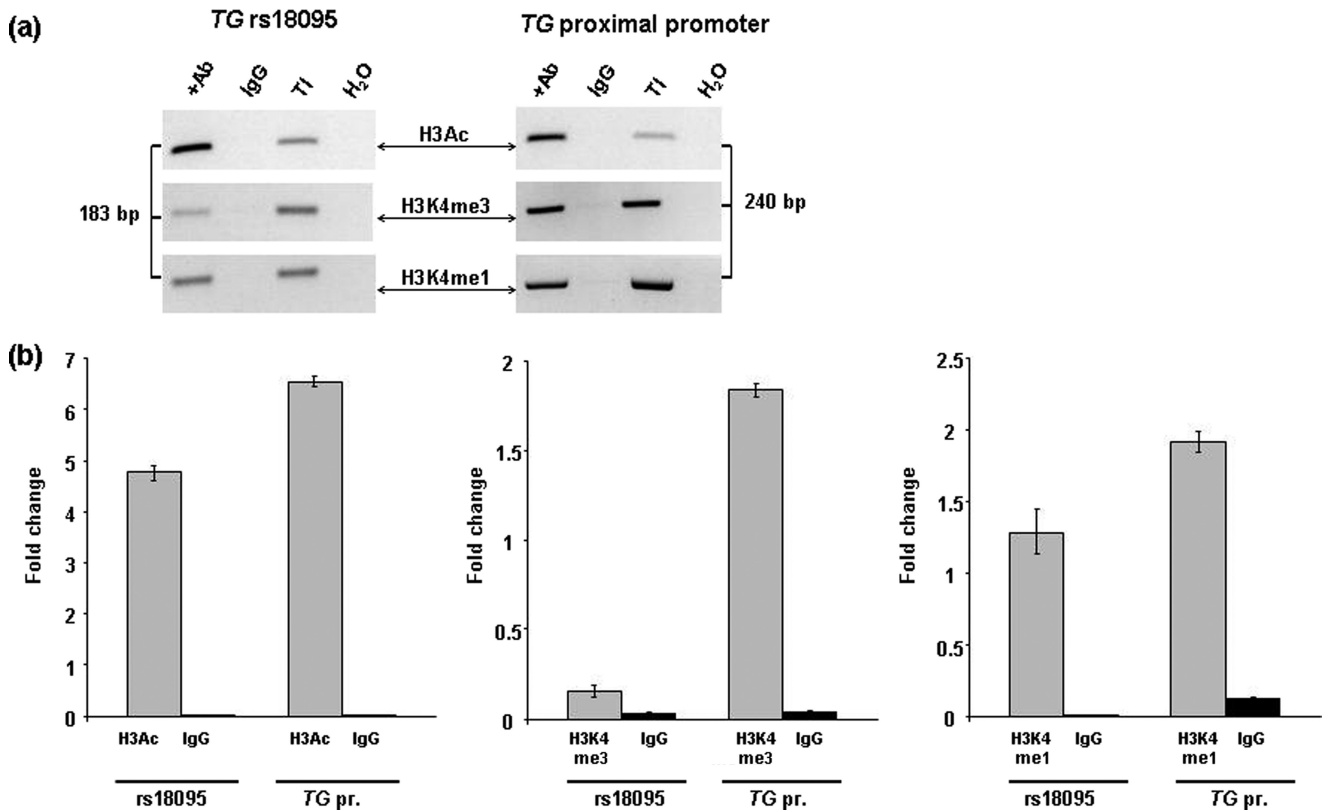 (a)
TG rs18095
TG proximal promoter
+Ab IgG TI H₂O
+Ab IgG TI H₂O
H3Ac
H3K4me3
H3K4me1
183 bp
240 bp
(b)
Fold change
7
6
5
4
3
2
1
0
H3Ac IgG H3Ac IgG
rs18095 TG pr.
Fold change
2
1.5
1
0.5
0
H3K4 me3 IgG H3K4 me3 IgG
rs18095 TG pr.
Fold change
2.5
2
1.5
1
0.5
0
H3K4 me1 IgG H3K4 me1 IgG
rs18095 TG pr.